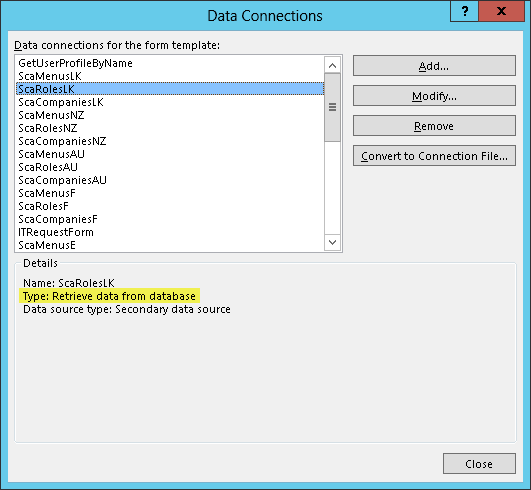 Data Connections
?
X
Data connections for the form template:
GetUserProfileByName
ScaMenusLK
ScaRolesLK
ScaCompaniesLK
ScaMenusNZ
ScaRolesNZ
ScaCompaniesNZ
ScaMenusAU
ScaRolesAU
ScaCompaniesAU
ScaMenusF
ScaRolesF
ScaCompaniesF
ITRequestForm
ScaMenusE
Add...
Modify...
Remove
Convert to Connection File...
Details
Name: ScaRolesLK
Type: Retrieve data from database
Data source type: Secondary data source
Close